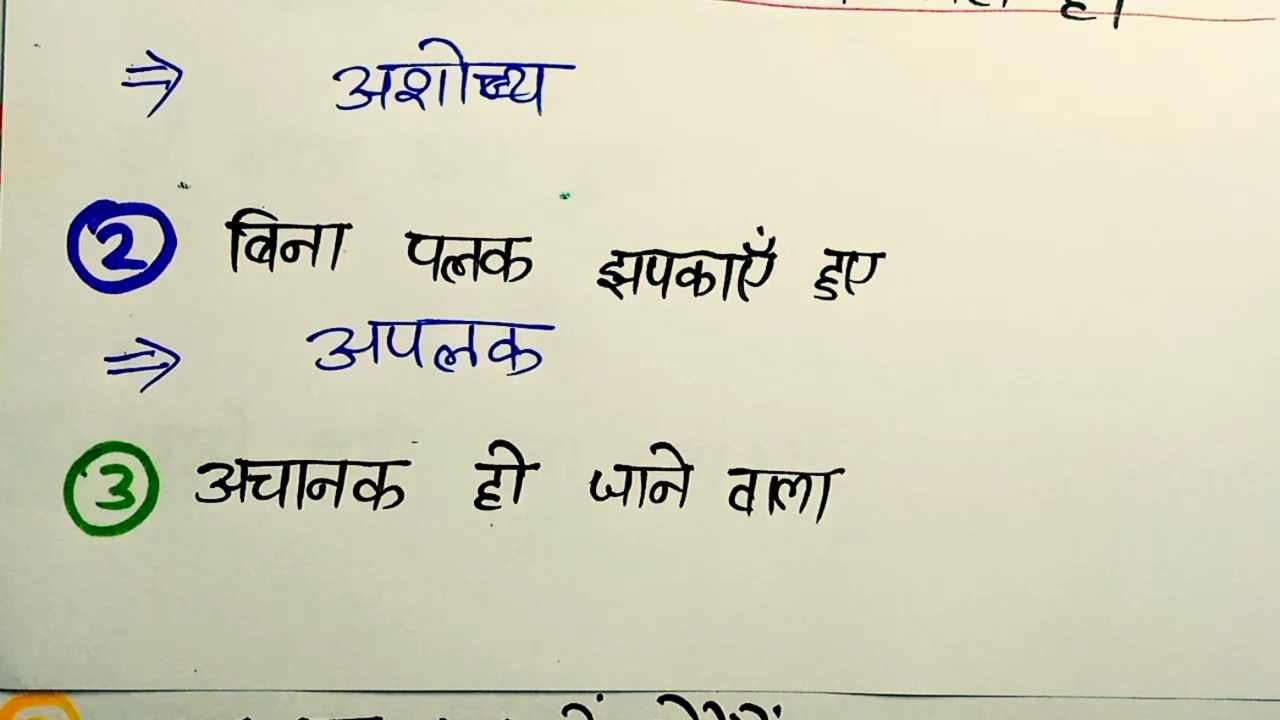 है।
⇒ अशोच्य
② बिना पलक झपकाएँ हुए
⇒ अपलक
③ अचानक हो जाने वाला